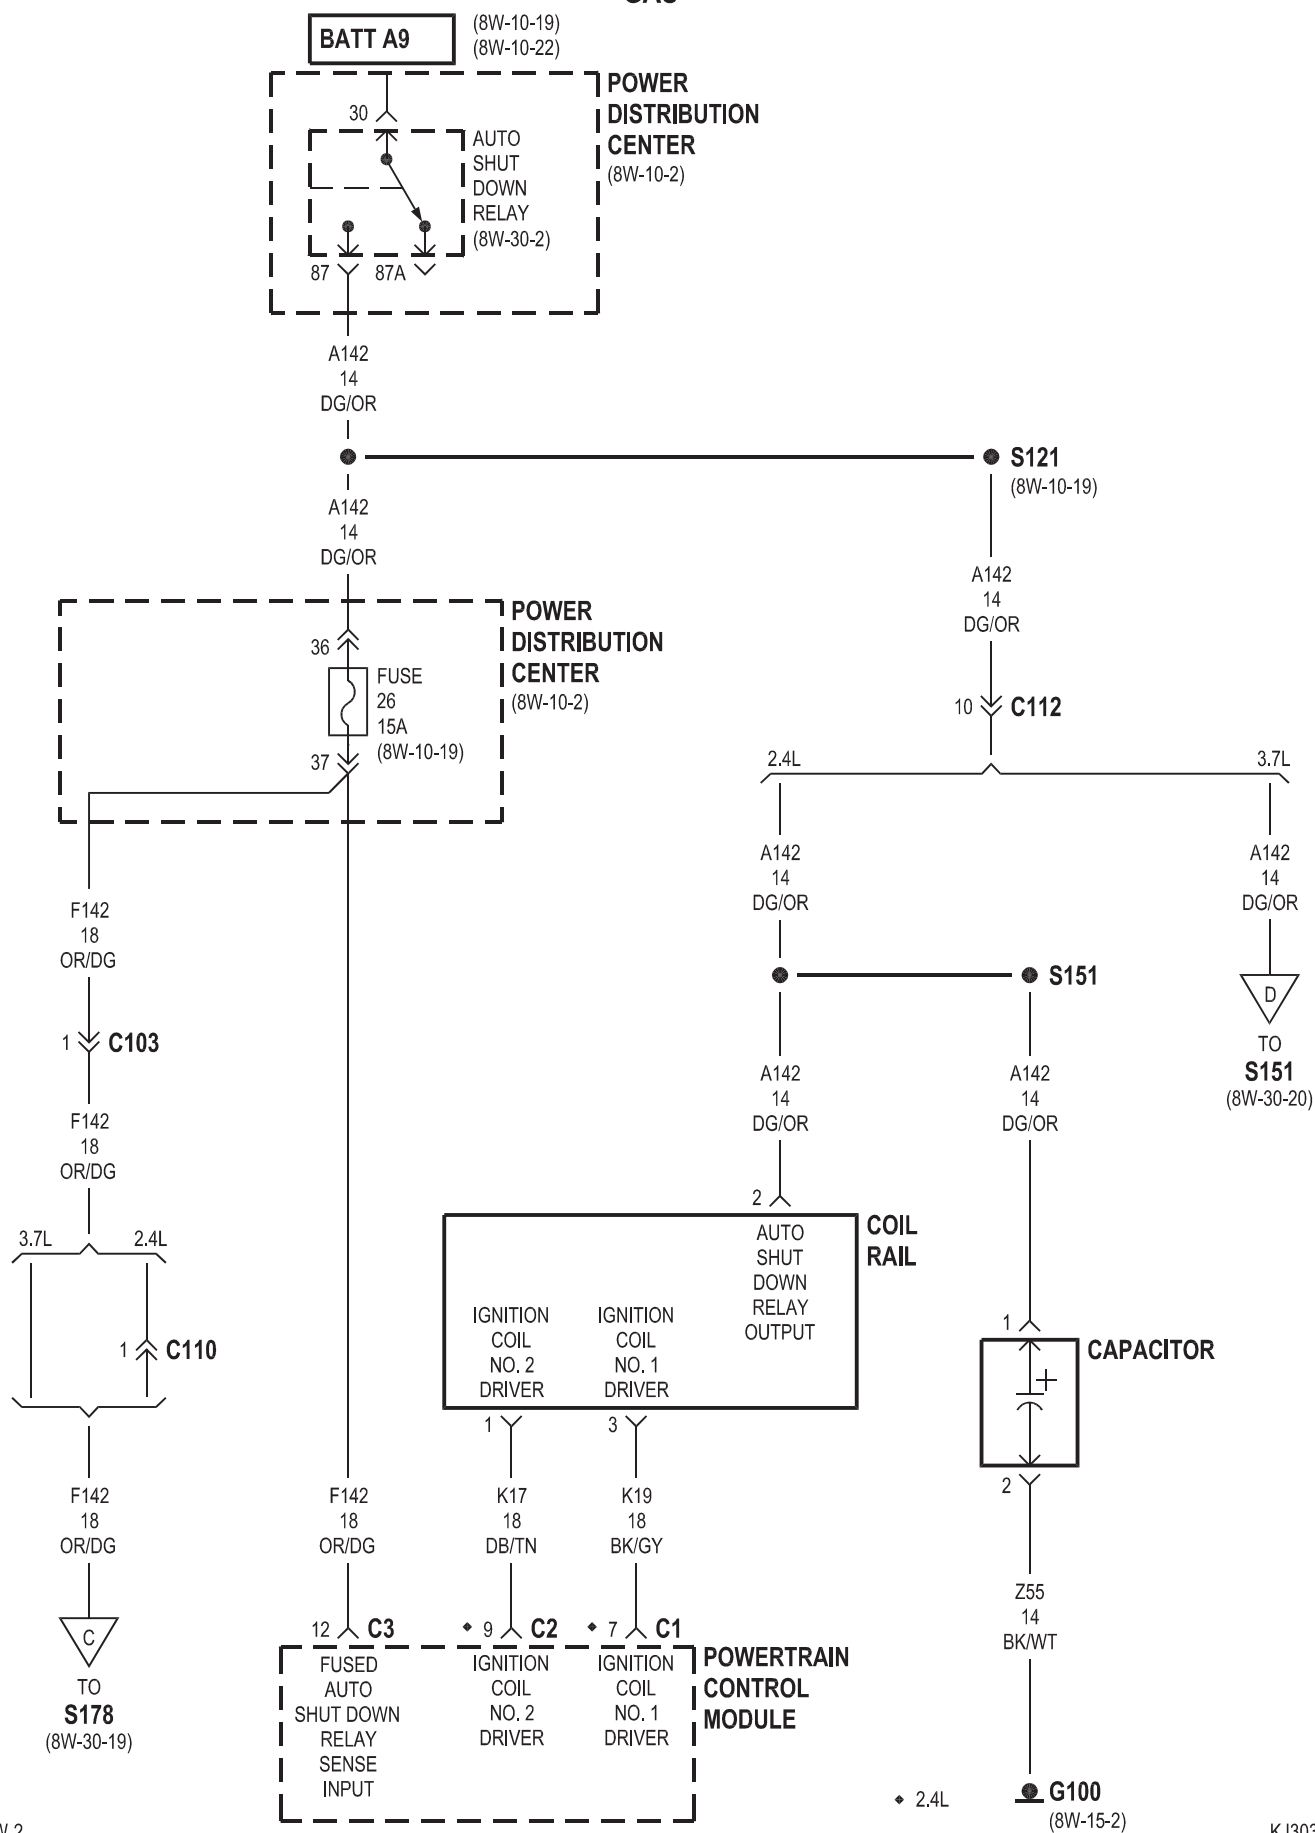 BATT A9
(8W-10-19)
(8W-10-22)
POWER
DISTRIBUTION
CENTER
(8W-10-2)
30
AUTO
SHUT
DOWN
RELAY
(8W-30-2)
87
87A
A142
14
DG/OR
S121
(8W-10-19)
A142
14
DG/OR
A142
14
DG/OR
POWER
DISTRIBUTION
CENTER
(8W-10-2)
36
FUSE
26
15A
(8W-10-19)
37
10
C112
2.4L
3.7L
A142
14
DG/OR
A142
14
DG/OR
F142
18
OR/DG
S151
D
TO
S151
(8W-30-20)
1
C103
A142
14
DG/OR
A142
14
DG/OR
F142
18
OR/DG
2
AUTO
SHUT
DOWN
RELAY
OUTPUT
COIL
RAIL
3.7L
2.4L
IGNITION
COIL
NO. 2
DRIVER
IGNITION
COIL
NO. 1
DRIVER
1
CAPACITOR
+
1
C110
1
3
2
F142
18
OR/DG
F142
18
OR/DG
K17
18
DB/TN
K19
18
BK/GY
Z55
14
BK/WT
C
TO
S178
(8W-30-19)
12
C3
9
C2
7
C1
FUSED
AUTO
SHUT DOWN
RELAY
SENSE
INPUT
IGNITION
COIL
NO. 2
DRIVER
IGNITION
COIL
NO. 1
DRIVER
POWERTRAIN
CONTROL
MODULE
2.4L
G100
(8W-15-2)